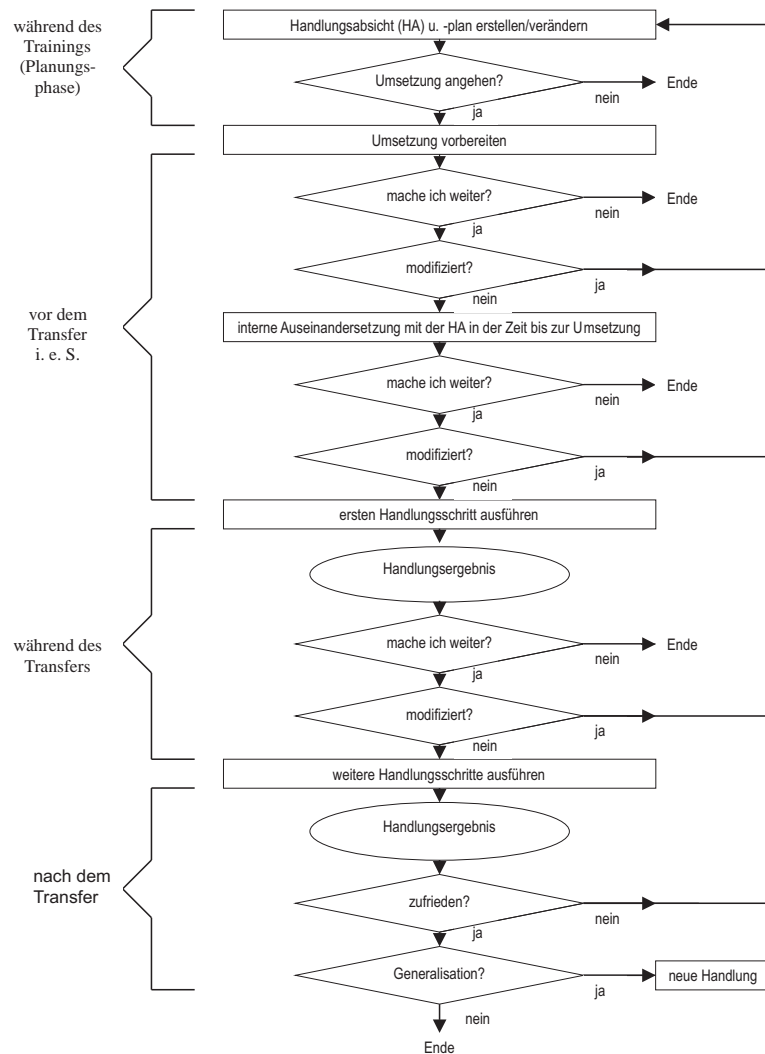 während des
Trainings
(Planungs-
phase)
Handlungsabsicht (HA) u. -plan erstellen/verändern
Umsetzung angehen?
nein
Ende
ja
Umsetzung vorbereiten
mache ich weiter?
nein
Ende
ja
modifiziert?
ja
nein
vor dem
Transfer
i. e. S.
interne Auseinandersetzung mit der HA in der Zeit bis zur Umsetzung
mache ich weiter?
nein
Ende
ja
modifiziert?
ja
nein
ersten Handlungsschritt ausführen
Handlungsergebnis
während des
Transfers
mache ich weiter?
nein
Ende
ja
modifiziert?
ja
nein
weitere Handlungsschritte ausführen
Handlungsergebnis
nach dem
Transfer
zufrieden?
nein
ja
Generalisation?
ja
neue Handlung
nein
Ende